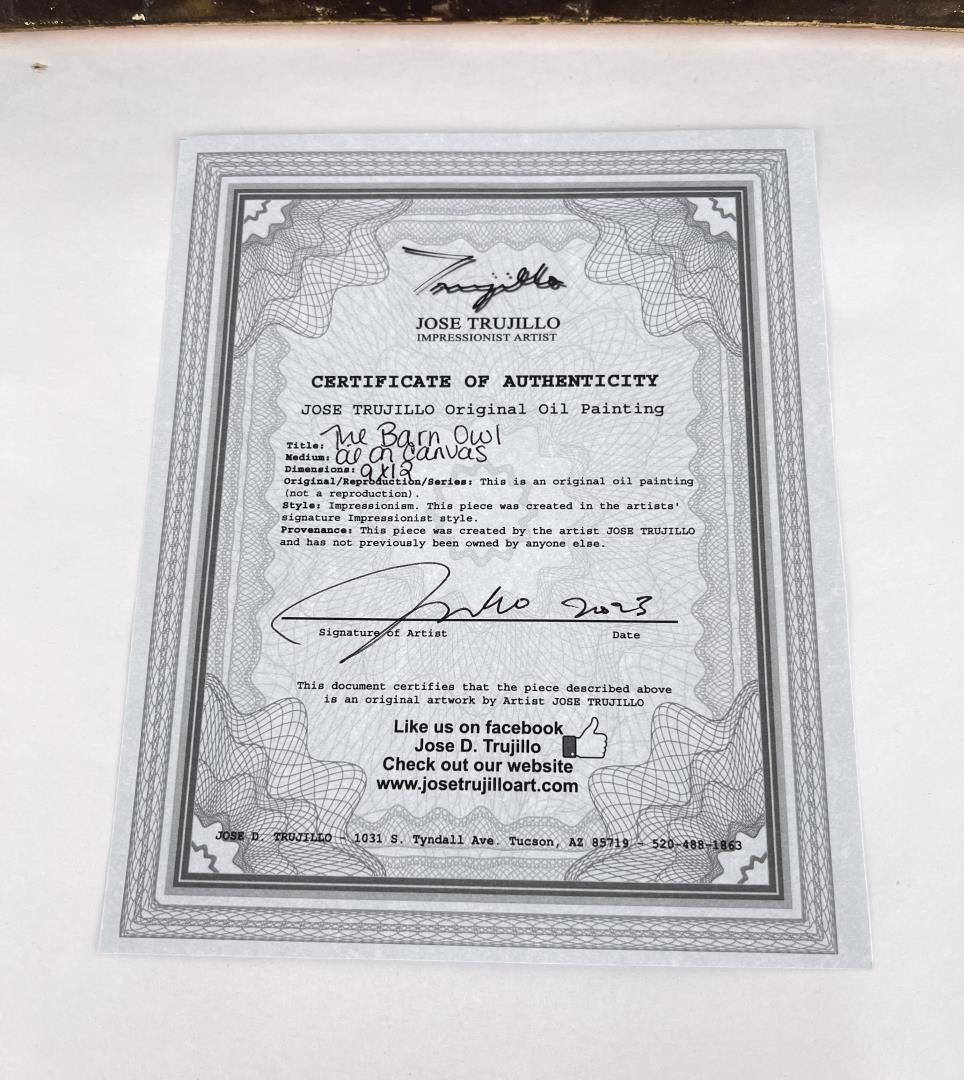 Trujillo
JOSE TRUJILLO
IMPRESSIONIST ARTIST
CERTIFICATE OF AUTHENTICITY
JOSE TRUJILLO Original Oil Painting
Title: The Barn Owl
Medium: Oil on Canvas
Dimensions: 9x12
Original/Reproduction/Series: This is an original oil painting
(not a reproduction).
Style: Impressionism. This piece was created in the artists'
signature Impressionist style.
Provenance: This piece was created by the artist JOSE TRUJILLO
and has not previously been owned by anyone else.
Trujillo 2023
Signature of Artist Date
This document certifies that the piece described above
is an original artwork by Artist JOSE TRUJILLO
Like us on facebook
Jose D. Trujillo
Check out our website
www.josetrujilloart.com
JOSE D. TRUJILLO - 1031 S. Tyndall Ave. Tucson, AZ 85719 - 520-488-1863